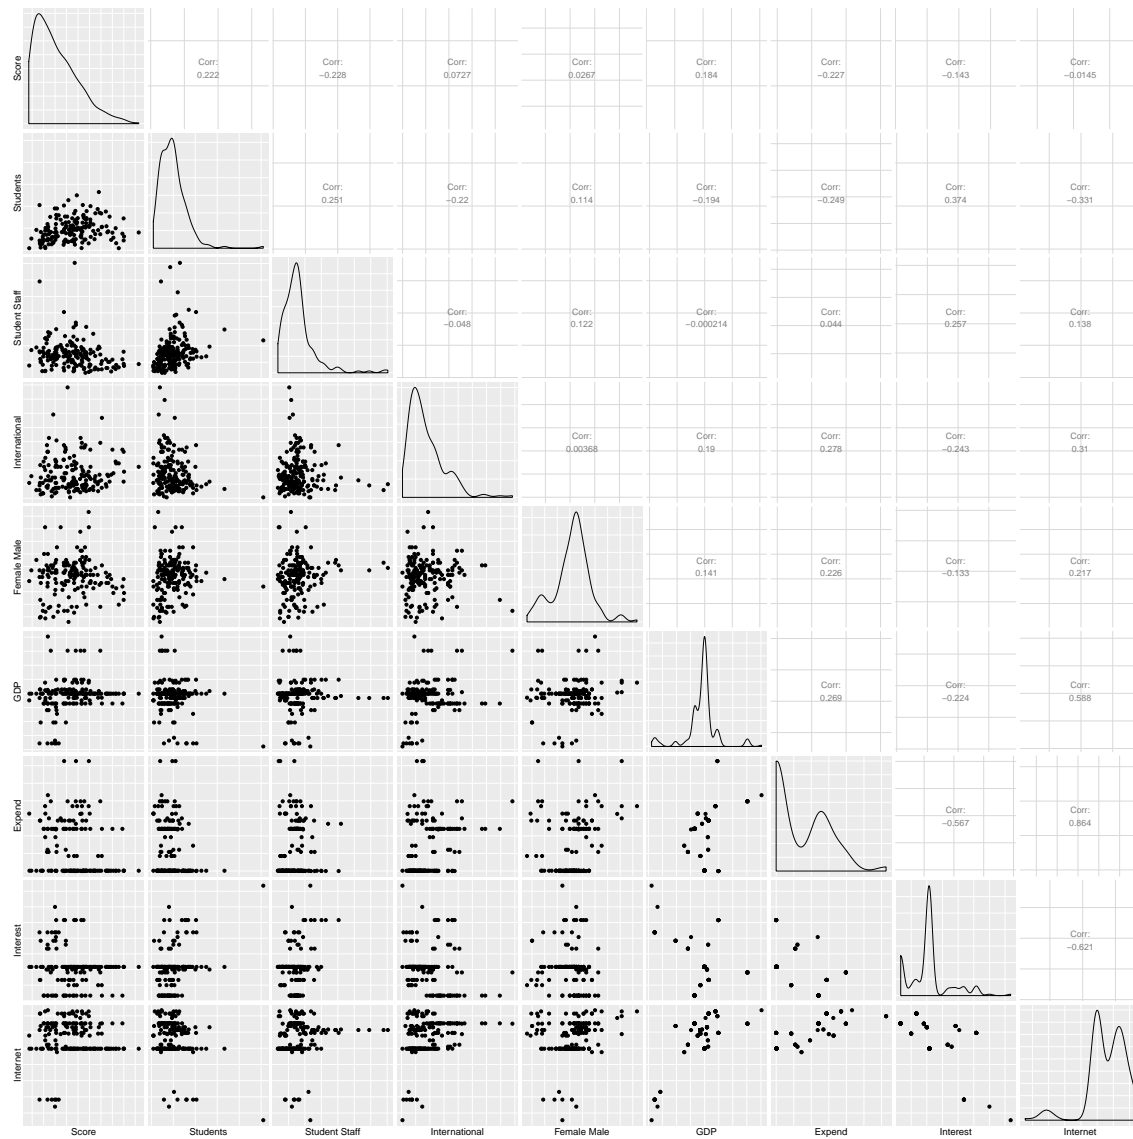 Score
Corr:
0.222
Corr:
−0.228
Corr:
0.0727
Corr:
0.0267
Corr:
0.184
Corr:
−0.227
Corr:
−0.143
Corr:
−0.0145
Students
Corr:
0.251
Corr:
−0.22
Corr:
0.114
Corr:
−0.194
Corr:
−0.249
Corr:
0.374
Corr:
−0.331
Student Staff
Corr:
−0.048
Corr:
0.122
Corr:
−0.000214
Corr:
0.044
Corr:
0.257
Corr:
0.138
International
Corr:
0.00368
Corr:
0.19
Corr:
0.278
Corr:
−0.243
Corr:
0.31
Female Male
Corr:
0.141
Corr:
0.226
Corr:
−0.133
Corr:
0.217
GDP
Corr:
0.269
Corr:
−0.224
Corr:
0.588
Expend
Corr:
−0.567
Corr:
0.864
Interest
Corr:
−0.621
Internet
Score
Students
Student Staff
International
Female Male
GDP
Expend
Interest
Internet